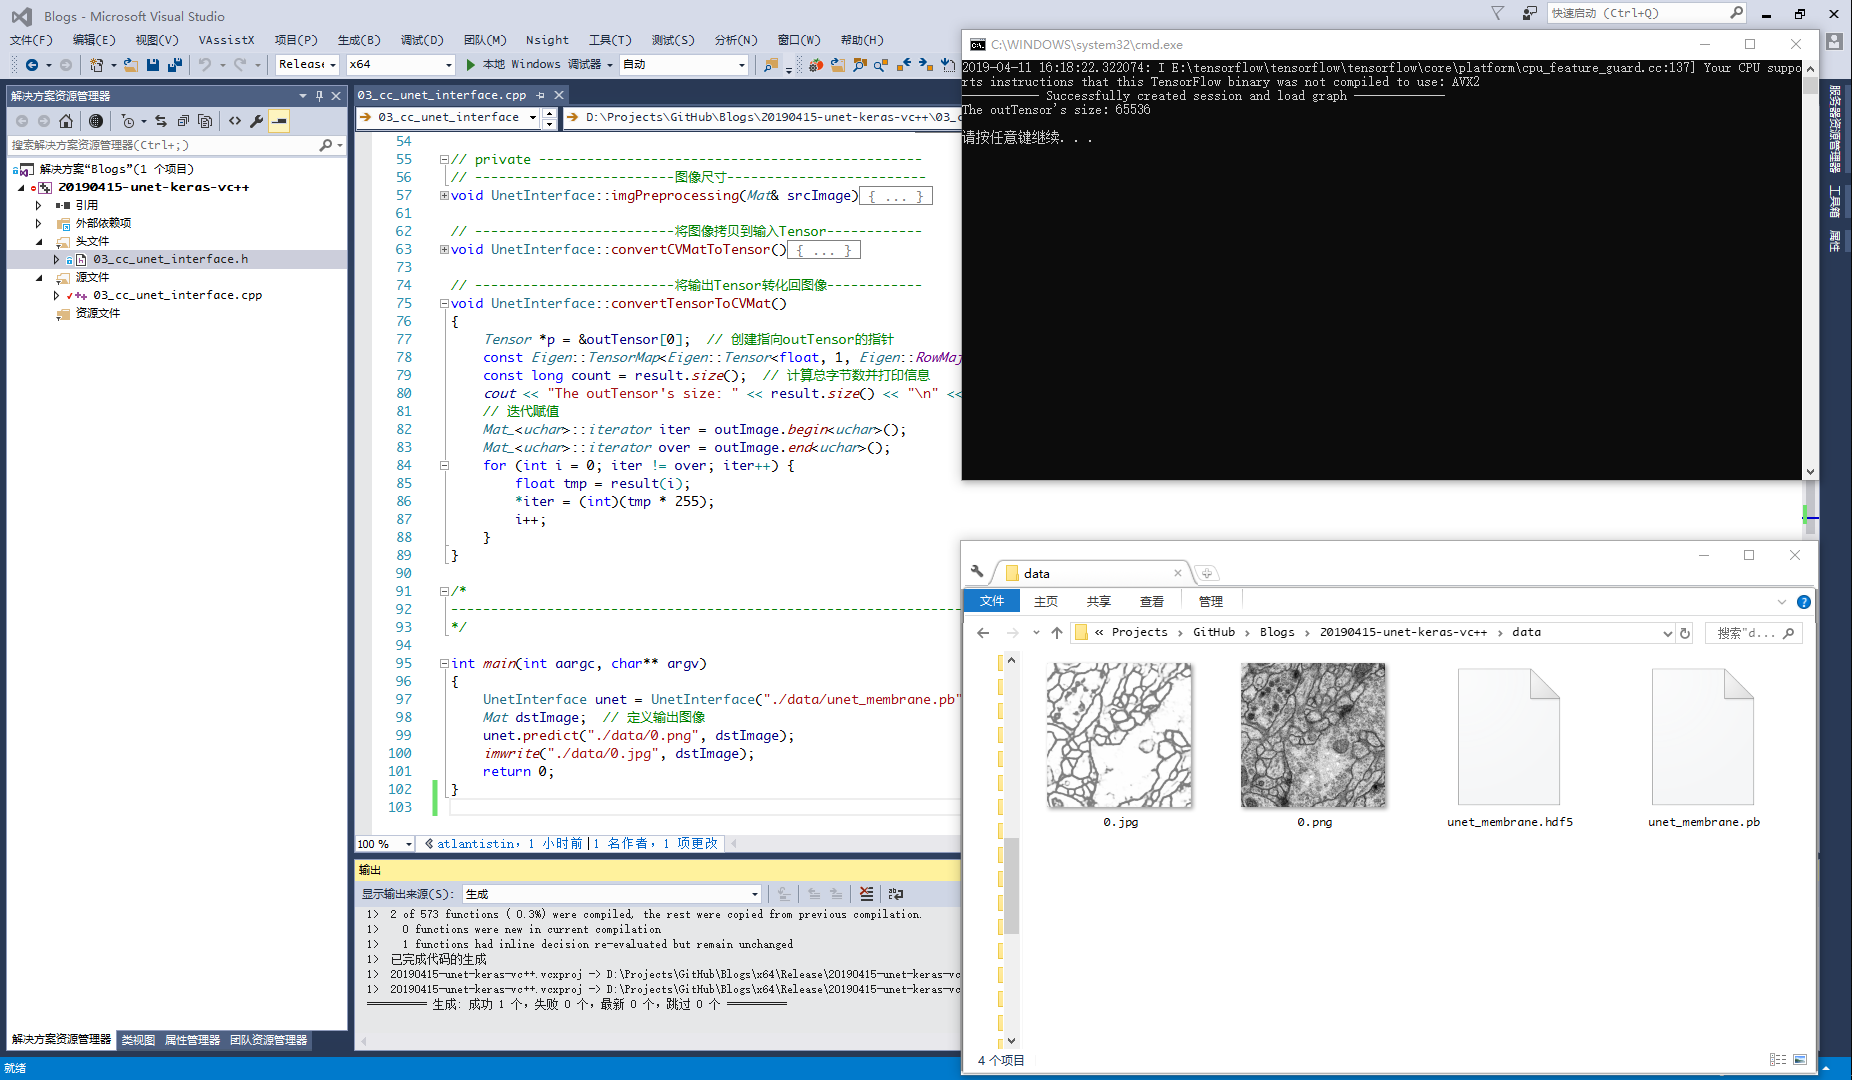 Blogs - Microsoft Visual Studio
快速启动 (Ctrl+Q)
文件(F) 编辑(E) 视图(V) VAssistX 项目(P) 生成(B) 调试(D) 团队(M) Nsight 工具(T) 测试(S) 分析(N) 窗口(W) 帮助(H)
Release x64 本地 Windows 调试器 自动
解决方案资源管理器
搜索解决方案资源管理器(Ctrl+;)
解决方案“Blogs”(1 个项目)
20190415-unet-keras-vc++
引用
外部依赖项
头文件
03_cc_unet_interface.h
源文件
03_cc_unet_interface.cpp
资源文件
解决方案资源管理器 类视图 属性管理器 团队资源管理器
03_cc_unet_interface.cpp
03_cc_unet_interface D:\Projects\GitHub\Blogs\20190415-unet-keras-vc++\03_c
54
55 // private ------------------------------------------------
56 // -------------------------图像尺寸-------------------------
57 void UnetInterface::imgPreprocessing(Mat& srcImage){ ... }
61
62 // -------------------------将图像拷贝到输入Tensor------------
63 void UnetInterface::convertCVMatToTensor(){ ... }
73
74 // -------------------------将输出Tensor转化回图像------------
75 void UnetInterface::convertTensorToCVMat()
76 {
77 Tensor *p = &outTensor[0];  // 创建指向outTensor的指针
78 const Eigen::TensorMap<Eigen::Tensor<float, 1, Eigen::RowMaj
79 const long count = result.size();  // 计算总字节数并打印信息
80 cout << "The outTensor's size: " << result.size() << "\n" <<
81 // 迭代赋值
82 Mat_<uchar>::iterator iter = outImage.begin<uchar>();
83 Mat_<uchar>::iterator over = outImage.end<uchar>();
84 for (int i = 0; iter != over; iter++) {
85 float tmp = result(i);
86 *iter = (int)(tmp * 255);
87 i++;
88 }
89 }
90
91 /*
92 ----------------------------------------------------------------
93 */
94
95 int main(int aargc, char** argv)
96 {
97 UnetInterface unet = UnetInterface("./data/unet_membrane.pb"
98 Mat dstImage;  // 定义输出图像
99 unet.predict("./data/0.png", dstImage);
100 imwrite("./data/0.jpg", dstImage);
101 return 0;
102 }
103
100 % atlantistin，1 小时前 | 1 名作者，1 项更改
输出
显示输出来源(S): 生成
1>  2 of 573 functions ( 0.3%) were compiled, the rest were copied from previous compilation.
1>    0 functions were new in current compilation
1>    1 functions had inline decision re-evaluated but remain unchanged
1>  已完成代码的生成
1>  20190415-unet-keras-vc++.vcxproj -> D:\Projects\GitHub\Blogs\x64\Release\20190415-unet-keras-vc
1>  20190415-unet-keras-vc++.vcxproj -> D:\Projects\GitHub\Blogs\x64\Release\20190415-unet-keras-vc
========== 生成: 成功 1 个，失败 0 个，最新 0 个，跳过 0 个 ==========
就绪
C:\WINDOWS\system32\cmd.exe
2019-04-11 16:18:22.322074: I E:\tensorflow\tensorflow\tensorflow\core\platform\cpu_feature_guard.cc:137] Your CPU suppo
rts instructions that this TensorFlow binary was not compiled to use: AVX2
---------- Successfully created session and load graph ------------
The outTensor's size: 65536
请按任意键继续. . .
服务器资源管理器
工具箱
属性
data
文件 主页 共享 查看 管理
« Projects › GitHub › Blogs › 20190415-unet-keras-vc++ › data
搜索"d...
0.jpg 0.png unet_membrane.hdf5 unet_membrane.pb
4 个项目